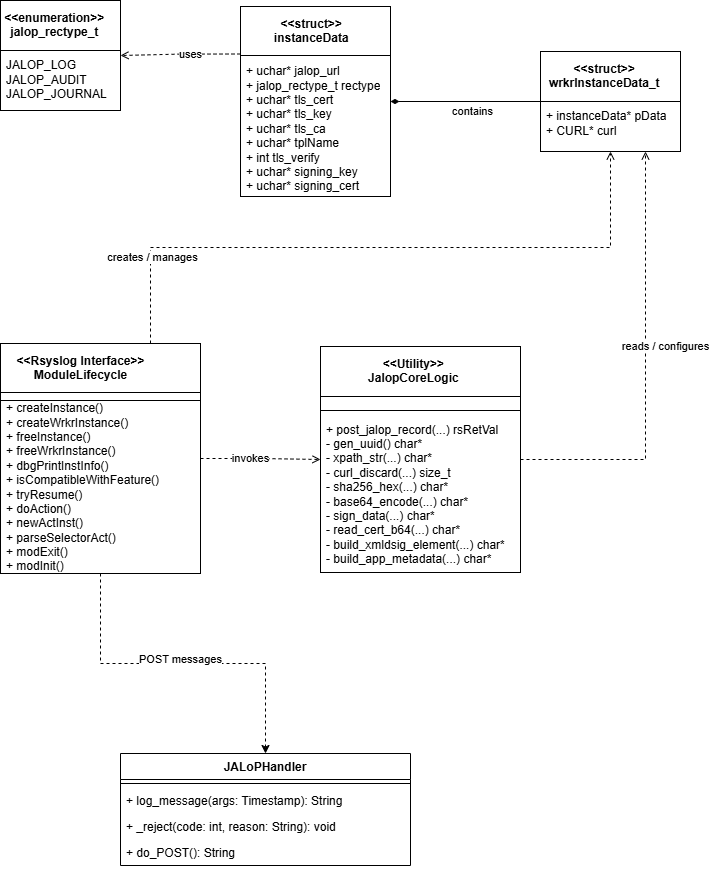 <<enumeration>>
jalop_rectype_t
JALOP_LOG
JALOP_AUDIT
JALOP_JOURNAL
uses
<<struct>>
instanceData
+ uchar* jalop_url
+ jalop_rectype_t rectype
+ uchar* tls_cert
+ uchar* tls_key
+ uchar* tls_ca
+ uchar* tplName
+ int tls_verify
+ uchar* signing_key
+ uchar* signing_cert
contains
<<struct>>
wrkrInstanceData_t
+ instanceData* pData
+ CURL* curl
creates / manages
reads / configures
<<Rsyslog Interface>>
ModuleLifecycle
+ createInstance()
+ createWrkrInstance()
+ freeInstance()
+ freeWrkrInstance()
+ dbgPrintInstInfo()
+ isCompatibleWithFeature()
+ tryResume()
+ doAction()
+ newActInst()
+ parseSelectorAct()
+ modExit()
+ modInit()
invokes
<<Utility>>
JalopCoreLogic
+ post_jalop_record(...) rsRetVal
- gen_uuid() char*
- xpath_str(...) char*
- curl_discard(...) size_t
- sha256_hex(...) char*
- base64_encode(...) char*
- sign_data(...) char*
- read_cert_b64(...) char*
- build_xmldsig_element(...) char*
- build_app_metadata(...) char*
POST messages
JALoPHandler
+ log_message(args: Timestamp): String
+ _reject(code: int, reason: String): void
+ do_POST(): String